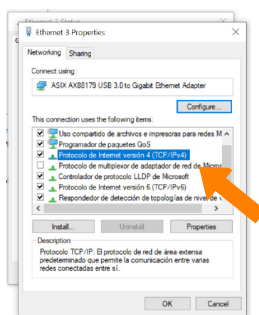 Ethernet 3 Status
Ethernet 3 Properties
Networking Sharing
Connect using:
ASIX AX88179 USB 3.0 to Gigabit Ethernet Adapter
Configure...
This connection uses the following items:
Uso compartido de archivos e impresoras para redes M
Programador de paquetes QoS
Protocolo de Internet versión 4 (TCP/IPv4)
Protocolo de multiplexor de adaptador de red de Micros
Controlador de protocolo LLDP de Microsoft
Protocolo de Internet versión 6 (TCP/IPv6)
Respondedor de detección de topologías de nivel de v
Install... Uninstall Properties
Description
Protocolo TCP/IP. El protocolo de red de área extensa
predeterminado que permite la comunicación entre varias
redes conectadas entre sí.
OK Cancel